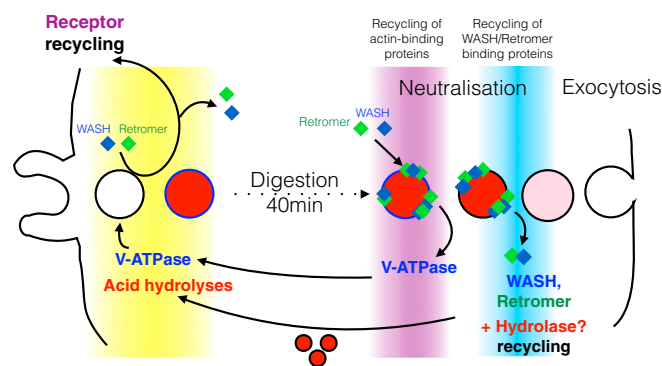 Receptor
recycling
WASH Retromer
V-ATPase
Acid hydrolyses
Digestion
40min
Recycling of
actin-binding
proteins
Recycling of
WASH/Retromer
binding proteins
Neutralisation
Exocytosis
Retromer WASH
V-ATPase
WASH,
Retromer
+ Hydrolase?
recycling